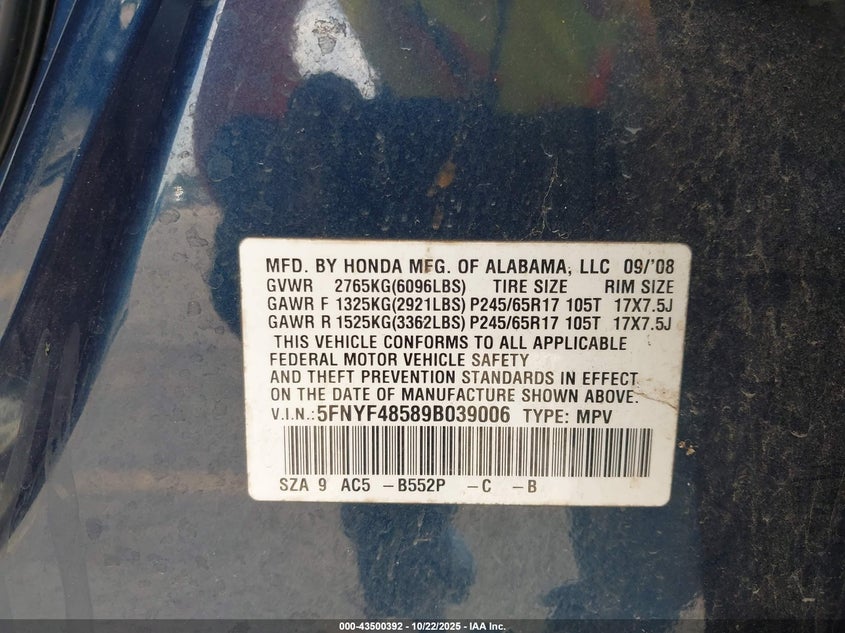 MFD. BY HONDA MFG. OF ALABAMA, LLC 09/'08
GVWR 2765KG(6096LBS) TIRE SIZE RIM SIZE
GAWR F 1325KG(2921LBS) P245/65R17 105T 17X7.5J
GAWR R 1525KG(3362LBS) P245/65R17 105T 17X7.5J
THIS VEHICLE CONFORMS TO ALL APPLICABLE
FEDERAL MOTOR VEHICLE SAFETY
AND THEFT PREVENTION STANDARDS IN EFFECT
ON THE DATE OF MANUFACTURE SHOWN ABOVE.
V.I.N.:5FNYF48589B039006 TYPE: MPV
SZA 9 AC5 -B552P -C -B
000-43500392 - 10/22/2025 - IAA Inc.